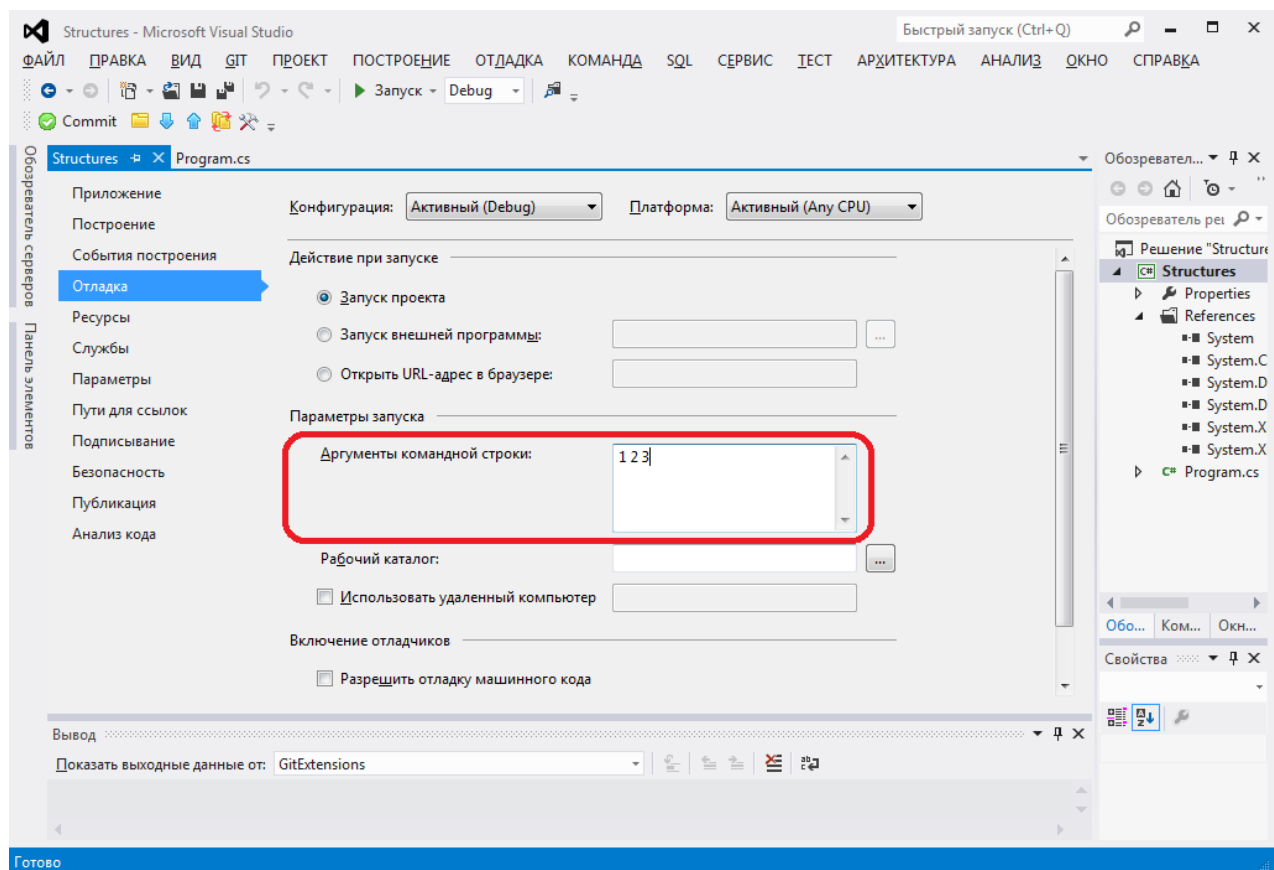 Structures - Microsoft Visual Studio
Быстрый запуск (Ctrl+Q)
ФАЙЛ ПРАВКА ВИД GIT ПРОЕКТ ПОСТРОЕНИЕ ОТЛАДКА КОМАНДА SQL СЕРВИС ТЕСТ АРХИТЕКТУРА АНАЛИЗ ОКНО СПРАВКА
Запуск Debug
Commit
Обозреватель серверов
Панель элементов
Structures Program.cs
Приложение
Построение
События построения
Отладка
Ресурсы
Службы
Параметры
Пути для ссылок
Подписывание
Безопасность
Публикация
Анализ кода
Конфигурация: Активный (Debug) Платформа: Активный (Any CPU)
Действие при запуске
Запуск проекта
Запуск внешней программы: ...
Открыть URL-адрес в браузере:
Параметры запуска
Аргументы командной строки: 1 2 3
Рабочий каталог: ...
Использовать удаленный компьютер
Включение отладчиков
Разрешить отладку машинного кода
Обозревател...
Обозреватель реш
Решение "Structure
C# Structures
Properties
References
System
System.C
System.D
System.D
System.X
System.X
C# Program.cs
Обо... Ком... Окн...
Свойства
Вывод
Показать выходные данные от: GitExtensions
Готово